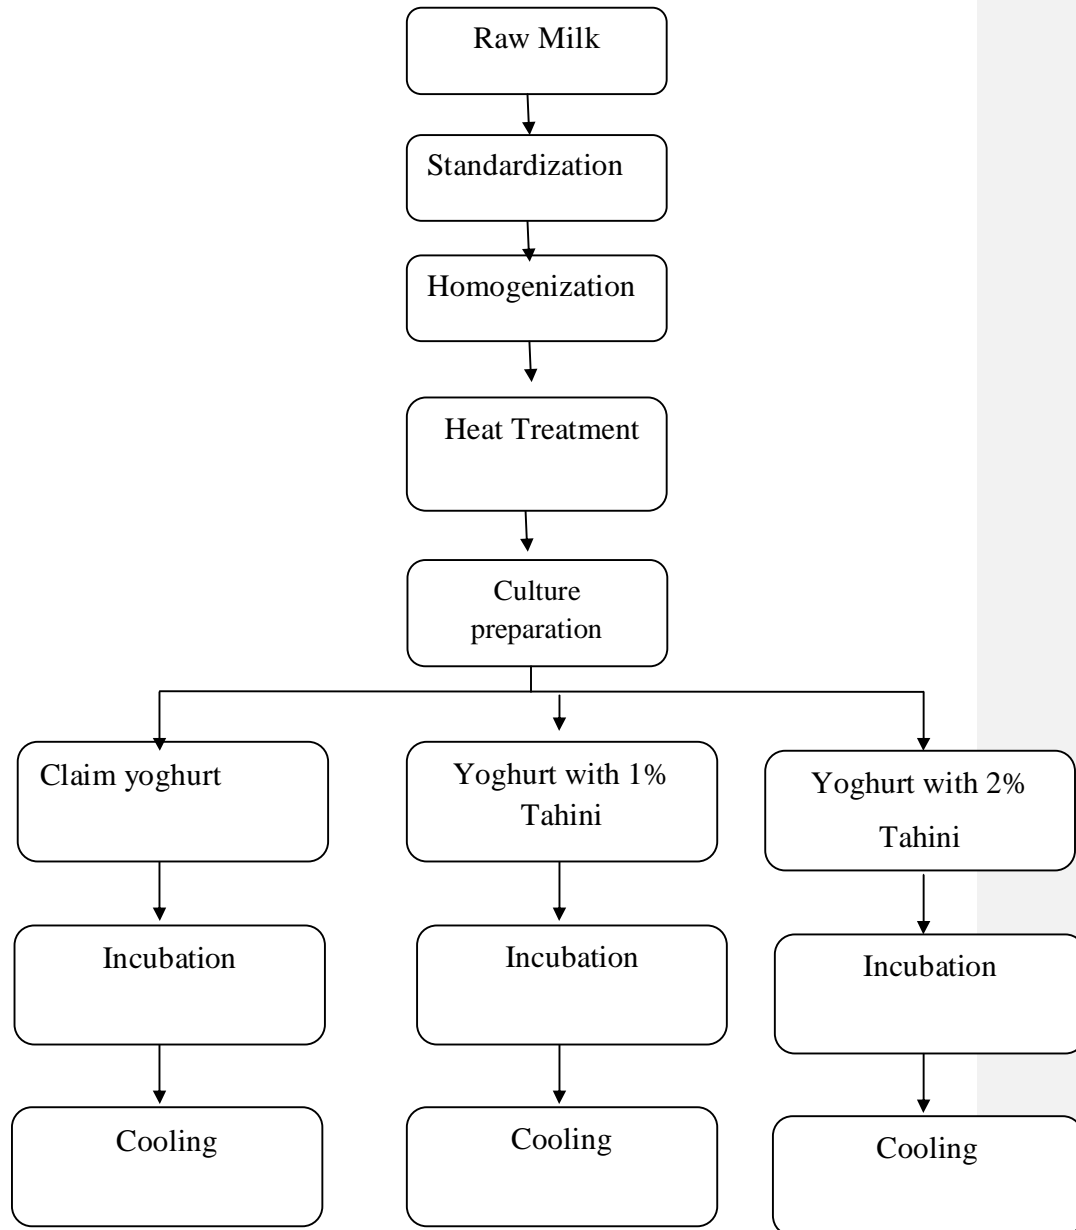 Raw Milk
Standardization
Homogenization
Heat Treatment
Culture
preparation
Claim yoghurt
Yoghurt with 1%
Tahini
Yoghurt with 2%
Tahini
Incubation
Incubation
Incubation
Cooling
Cooling
Cooling